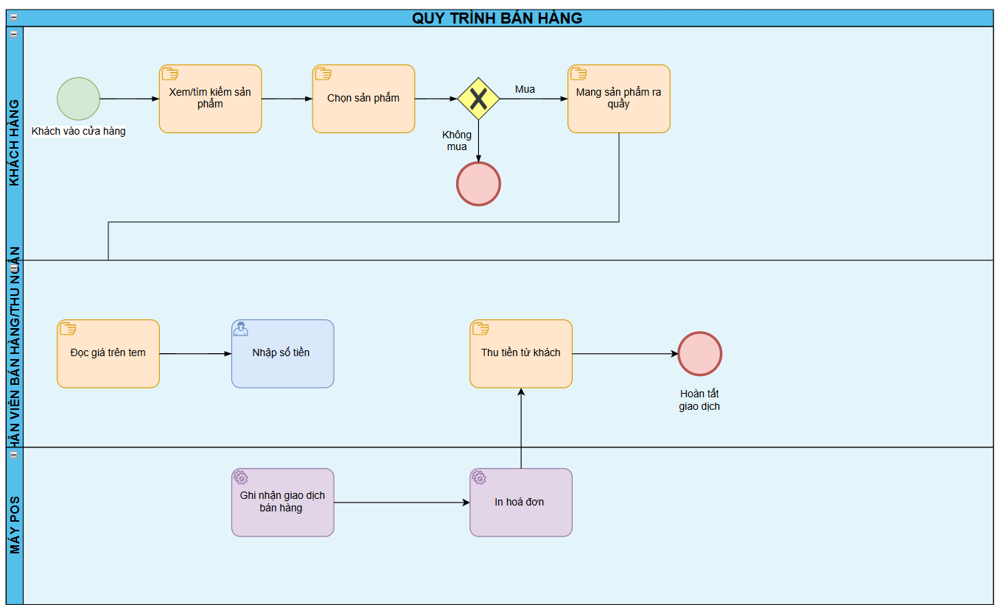 QUY TRÌNH BÁN HÀNG
KHÁCH HÀNG
Khách vào cửa hàng
Xem/tìm kiếm sản
phẩm
Chọn sản phẩm
Mua
Không
mua
Mang sản phẩm ra
quầy
HÂN VIÊN BÁN HÀNG/THU NGÂN
Đọc giá trên tem
Nhập số tiền
Thu tiền từ khách
Hoàn tất
giao dịch
MÁY POS
Ghi nhận giao dịch
bán hàng
In hoá đơn